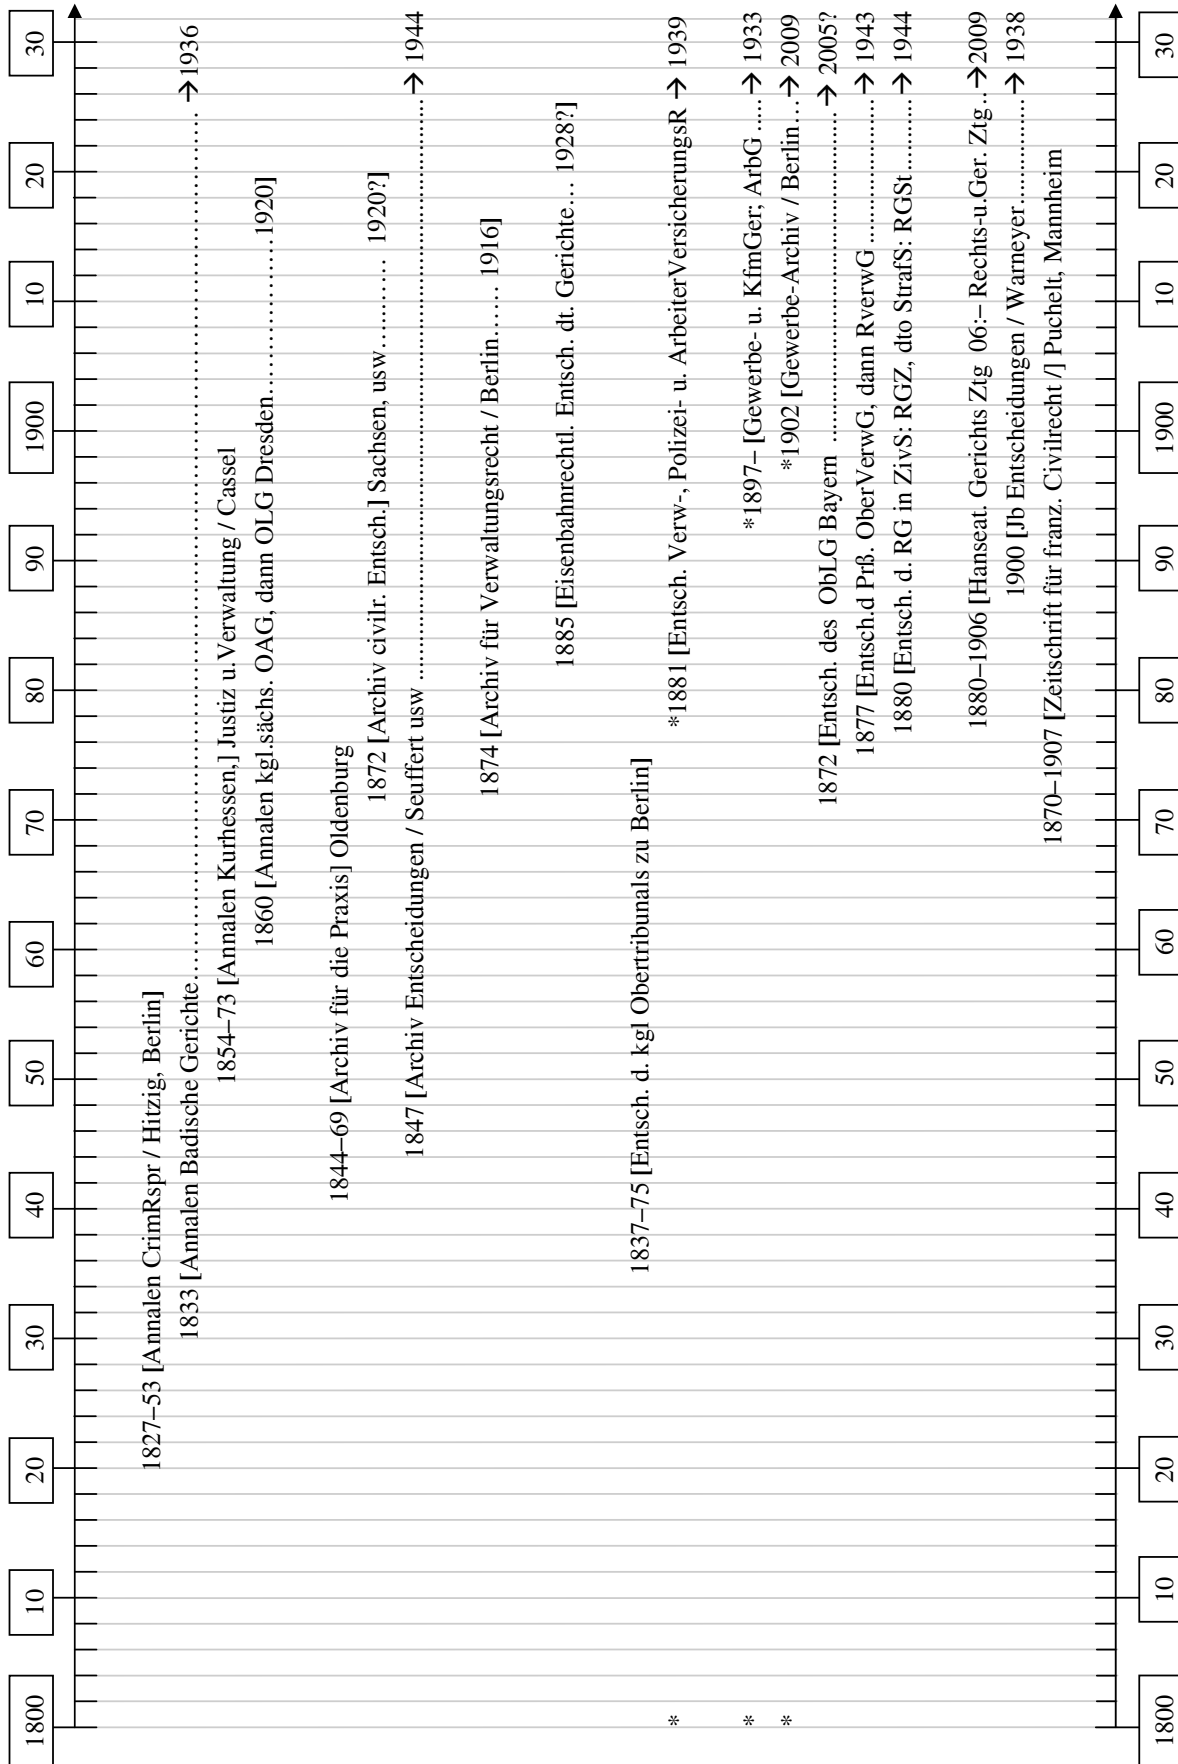 1800 10 20 30 40 50 60 70 80 90 1900 10 20 30
1827–53 [Annalen CrimRspr / Hitzig, Berlin]
1833 [Annalen Badische Gerichte.......... → 1936
1854–73 [Annalen Kurhessen,] Justiz u.Verwaltung / Cassel
1860 [Annalen kgl.sächs. OAG, dann OLG Dresden.......... 1920]
1844–69 [Archiv für die Praxis] Oldenburg
1872 [Archiv civilr. Entsch.] Sachsen, usw.......... 1920?]
1847 [Archiv Entscheidungen / Seuffert usw .......... → 1944
1874 [Archiv für Verwaltungsrecht / Berlin....... 1916]
1885 [Eisenbahnrechtl. Entsch. dt. Gerichte... 1928?]
1837–75 [Entsch. d. kgl Obertribunals zu Berlin]
* *1881 [Entsch. Verw-, Polizei- u. ArbeiterVersicherungsR → 1939
* *1897– [Gewerbe- u. KfmGer; ArbG ..... → 1933
* *1902 [Gewerbe-Archiv / Berlin... → 2009
1872 [Entsch. des ObLG Bayern .......... → 2005?
1877 [Entsch.d Prß. OberVerwG, dann RverwG .......... → 1943
1880 [Entsch. d. RG in ZivS: RGZ, dto StrafS: RGSt.......... → 1944
1880–1906 [Hanseat. Gerichts Ztg 06:– Rechts-u.Ger. Ztg.. → 2009
1900 [Jb Entscheidungen / Warneyer.......... → 1938
1870–1907 [Zeitschrift für franz. Civilrecht /] Puchelt, Mannheim
1800 10 20 30 40 50 60 70 80 90 1900 10 20 30